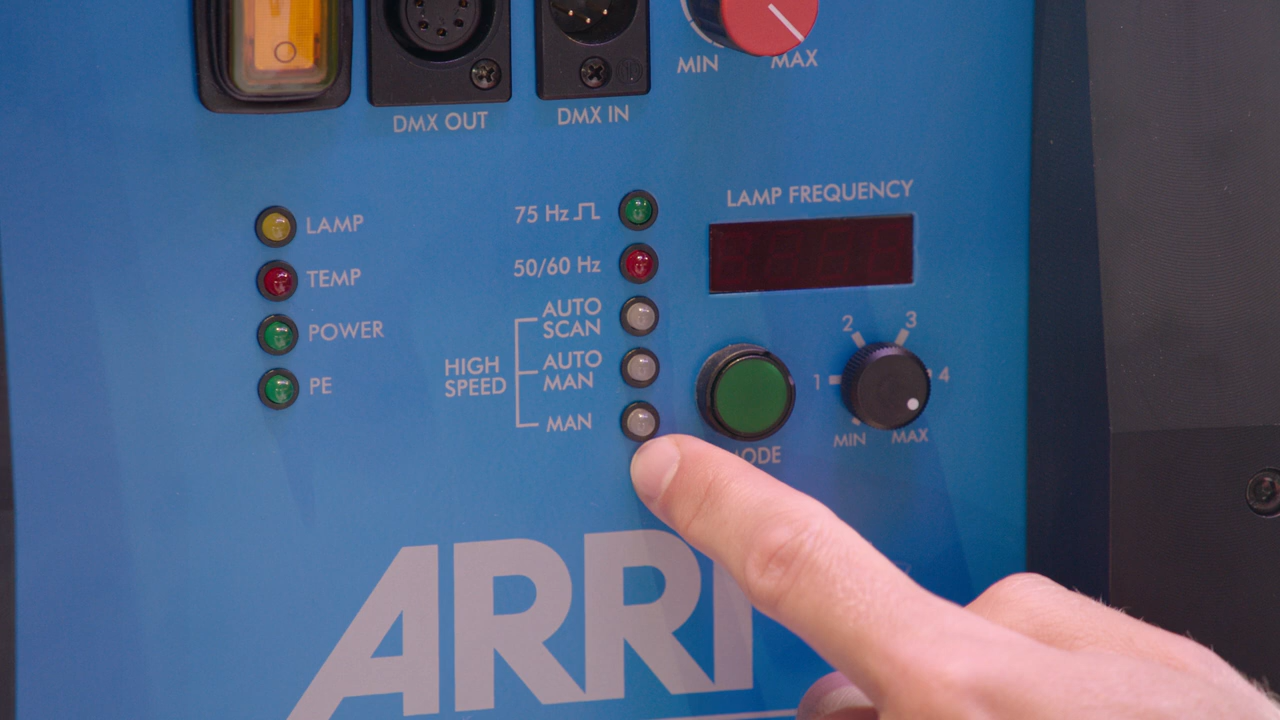 MIN MAX
DMX OUT
DMX IN
LAMP FREQUENCY
LAMP
TEMP
POWER
PE
75 Hz
50/60 Hz
HIGH
SPEED
AUTO
SCAN
AUTO
MAN
MAN
2 3
1 4
MIN MAX
ARRI